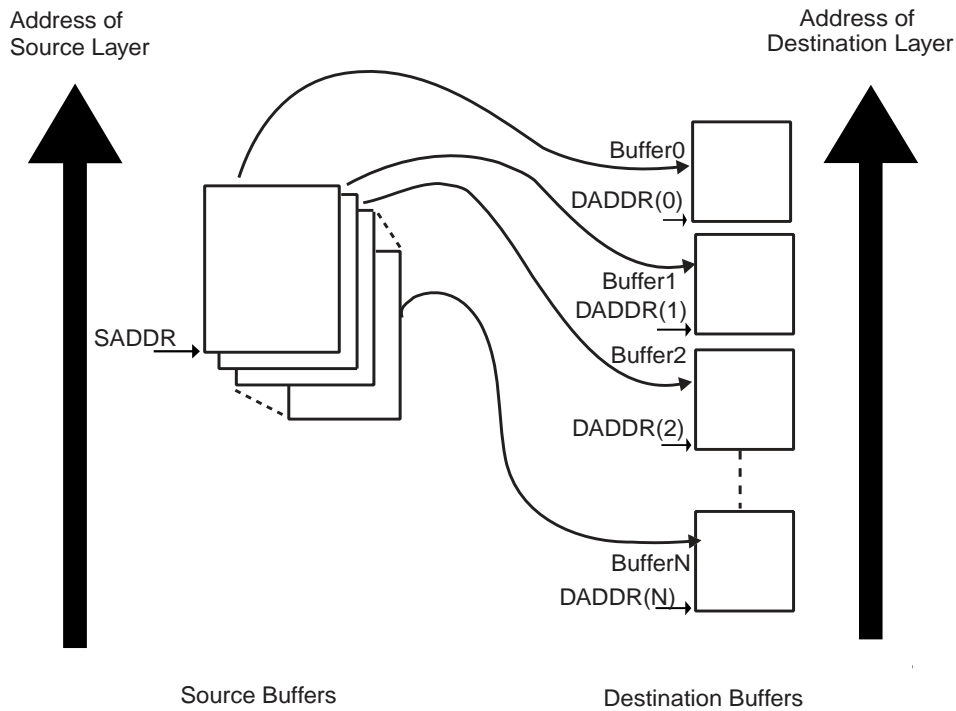 Address of
Source Layer
Address of
Destination Layer
Buffer0
DADDR(0)
Buffer1
DADDR(1)
SADDR
Buffer2
DADDR(2)
BufferN
DADDR(N)
Source Buffers
Destination Buffers